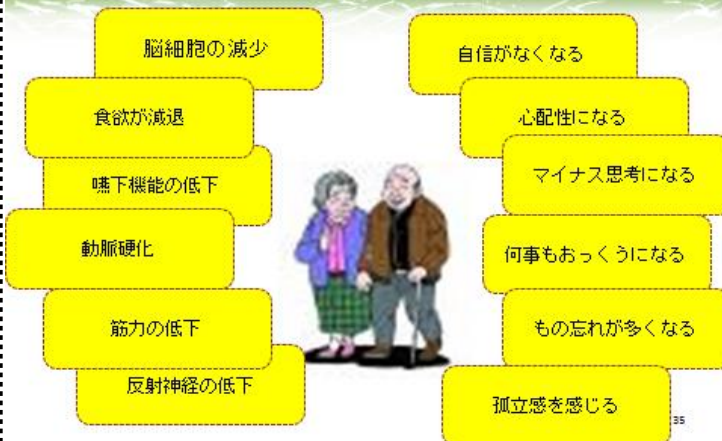 脳細胞の減少
食欲が減退
嚥下機能の低下
動脈硬化
筋力の低下
反射神経の低下
自信がなくなる
心配性になる
マイナス思考になる
何事もおっくうになる
もの忘れが多くなる
孤立感を感じる
35